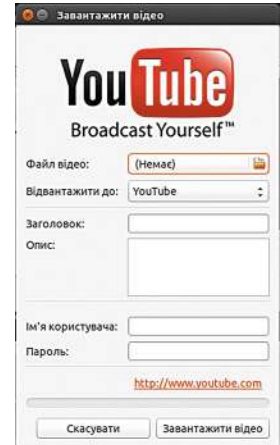 Завантажити відео
YouTube
Broadcast Yourself™
Файл відео: (Немає)
Відвантажити до: YouTube
Заголовок:
Опис:
Ім'я користувача:
Пароль:
http://www.youtube.com
Скасувати Завантажити відео